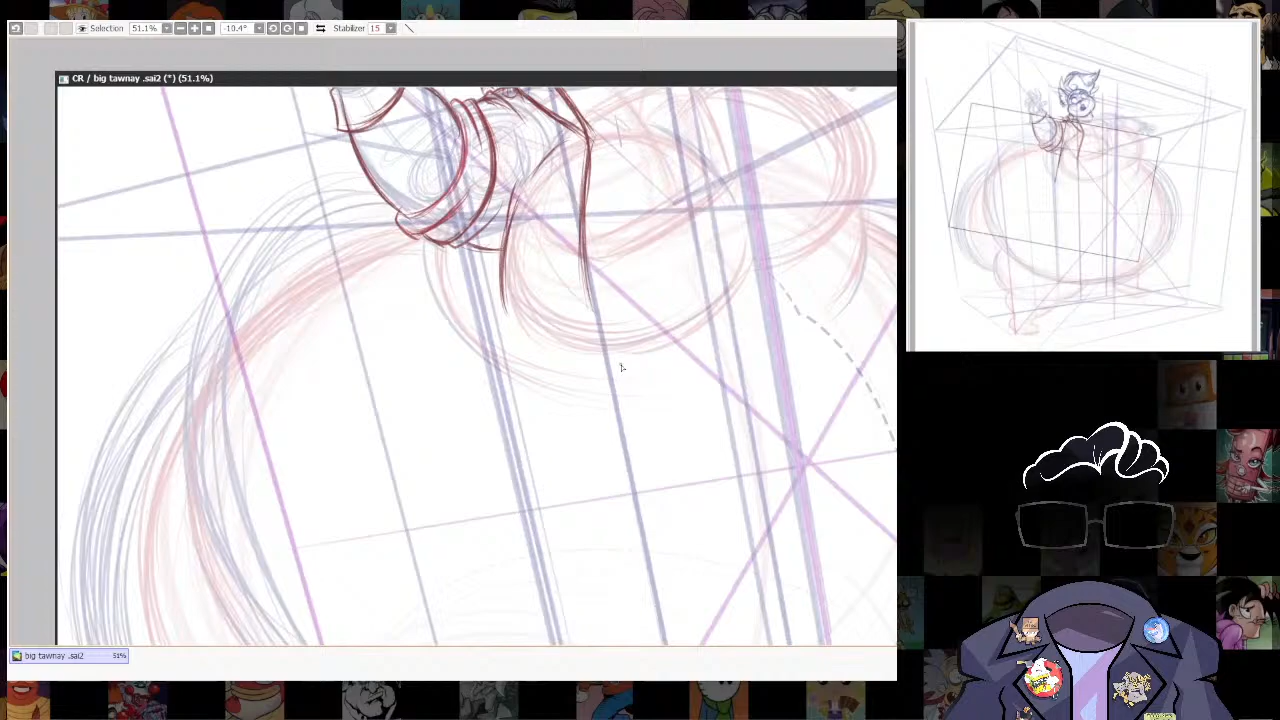 Selection 51.1% -10.4° Stabilizer 15
CR / big tawnay .sai2 (*) (51.1%)
big tawnay .sai2 51%